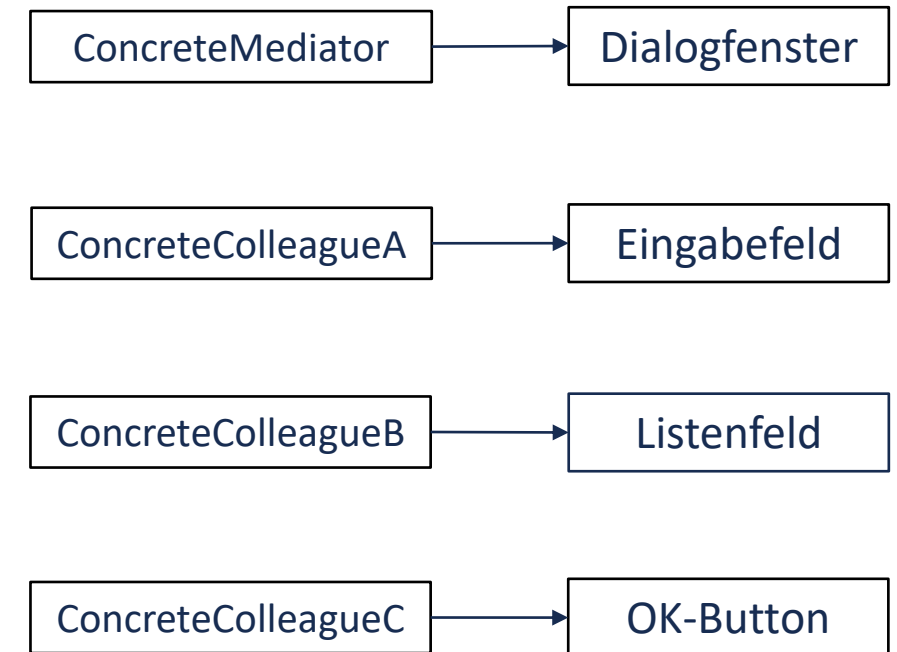 ConcreteMediator
Dialogfenster
ConcreteColleagueA
Eingabefeld
ConcreteColleagueB
Listenfeld
ConcreteColleagueC
OK-Button